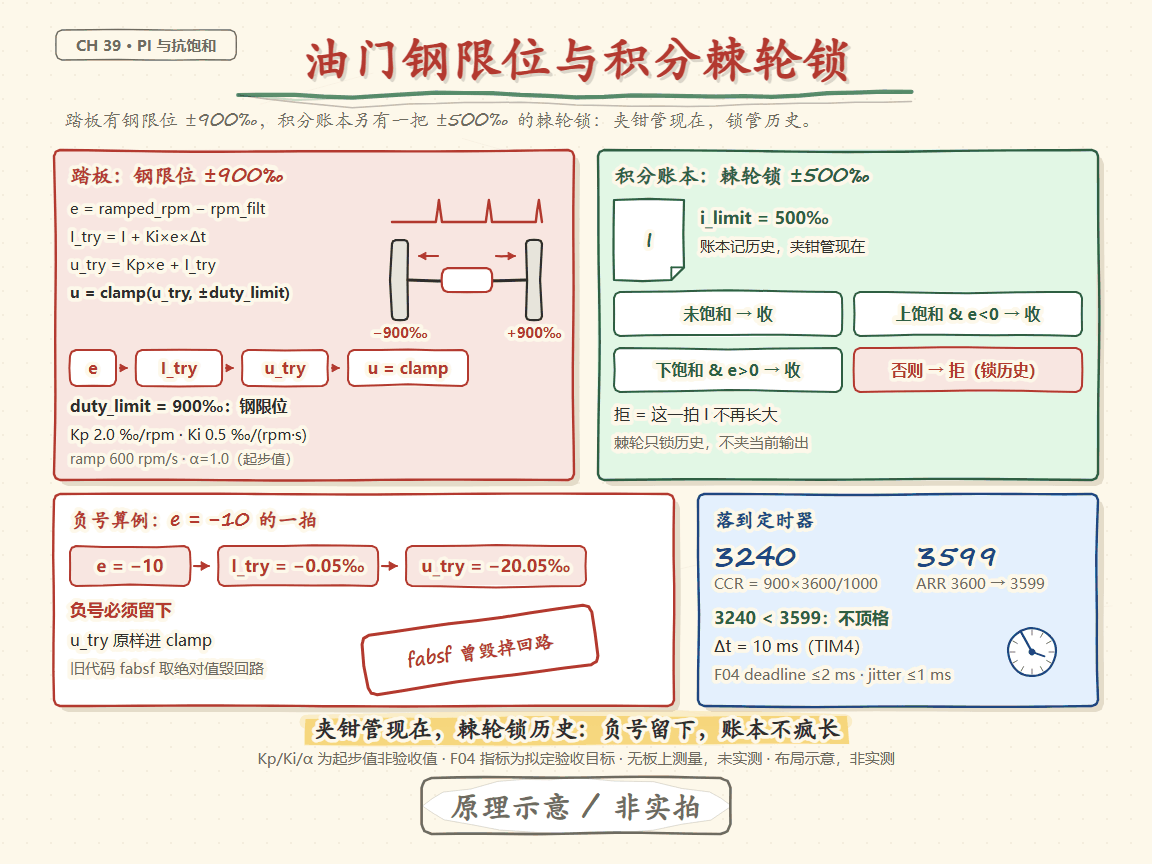 CH 39 • PI 与抗饱和
油门钢限位与积分棘轮锁
踏板有钢限位 ±900‰，积分账本另有一把 ±500‰ 的棘轮锁：夹钳管现在，锁管历史。
踏板：钢限位 ±900‰
e = ramped_rpm − rpm_filt
I_try = I + Ki×e×Δt
u_try = Kp×e + I_try
u = clamp(u_try, ±duty_limit)
−900‰
+900‰
e
I_try
u_try
u = clamp
duty_limit = 900‰：钢限位
Kp 2.0 ‰/rpm · Ki 0.5 ‰/(rpm·s)
ramp 600 rpm/s · α=1.0（起步值）
积分账本：棘轮锁 ±500‰
I
i_limit = 500‰
账本记历史，夹钳管现在
未饱和 → 收
上饱和 & e<0 → 收
下饱和 & e>0 → 收
否则 → 拒（锁历史）
拒 = 这一拍 I 不再长大
棘轮只锁历史，不夹当前输出
负号算例：e = −10 的一拍
e = −10
I_try = −0.05‰
u_try = −20.05‰
负号必须留下
u_try 原样进 clamp
旧代码 fabsf 取绝对值毁回路
fabsf 曾毁掉回路
落到定时器
3240
3599
CCR = 900×3600/1000
ARR 3600 → 3599
3240 < 3599：不顶格
Δt = 10 ms（TIM4）
F04 deadline ≤2 ms · jitter ≤1 ms
夹钳管现在，棘轮锁历史：负号留下，账本不疯长
Kp/Ki/α 为起步值非验收值 · F04 指标为拟定验收目标 · 无板上测量，未实测 · 布局示意，非实测
原理示意 / 非实拍